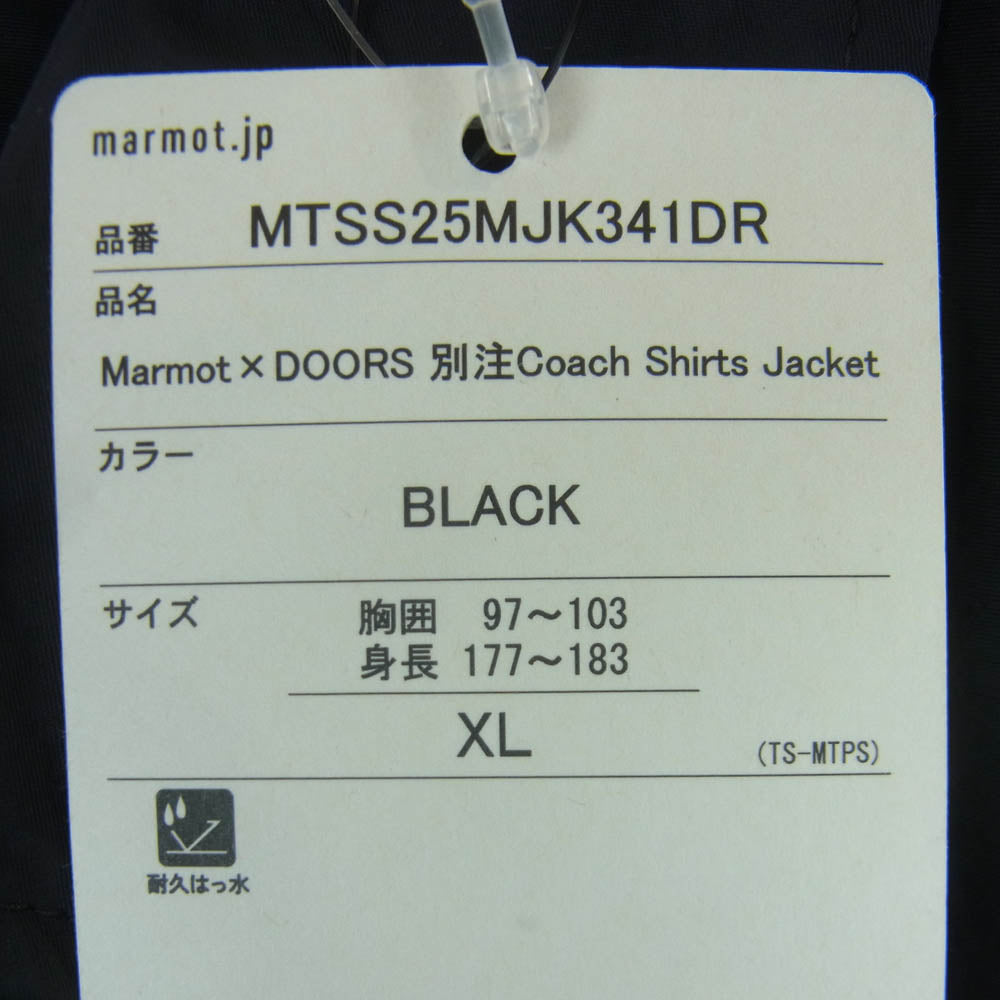 marmot.jp
品番 MTSS25MJK341DR
品名
Marmot×DOORS 別注Coach Shirts Jacket
カラー
BLACK
サイズ 胸囲 97～103
身長 177～183
XL
(TS-MTPS)
耐久はっ水